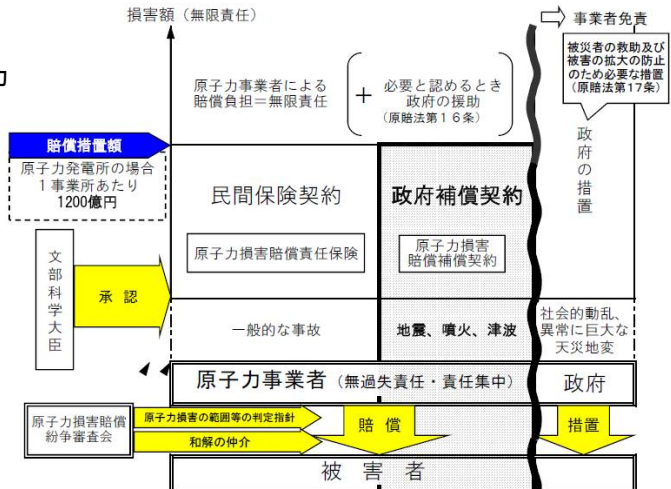 損害額（無限責任）
事業者免責
被災者の救助及び
被害の拡大の防止
のため必要な措置
（原賠法第17条）
原子力事業者による
賠償負担＝無限責任
＋
必要と認めるとき
政府の援助
（原賠法第１６条）
賠償措置額
原子力発電所の場合
１事業所あたり
1200億円
民間保険契約
政府補償契約
政府の措置
原子力損害賠償責任保険
原子力損害
賠償補償契約
文部科学大臣
承認
一般的な事故
地震、噴火、津波
社会的動乱、
異常に巨大な
天災地変
原子力事業者（無過失責任・責任集中）
政府
原子力損害賠償
紛争審査会
原子力損害の範囲等の判定指針
和解の仲介
賠償
措置
被害者